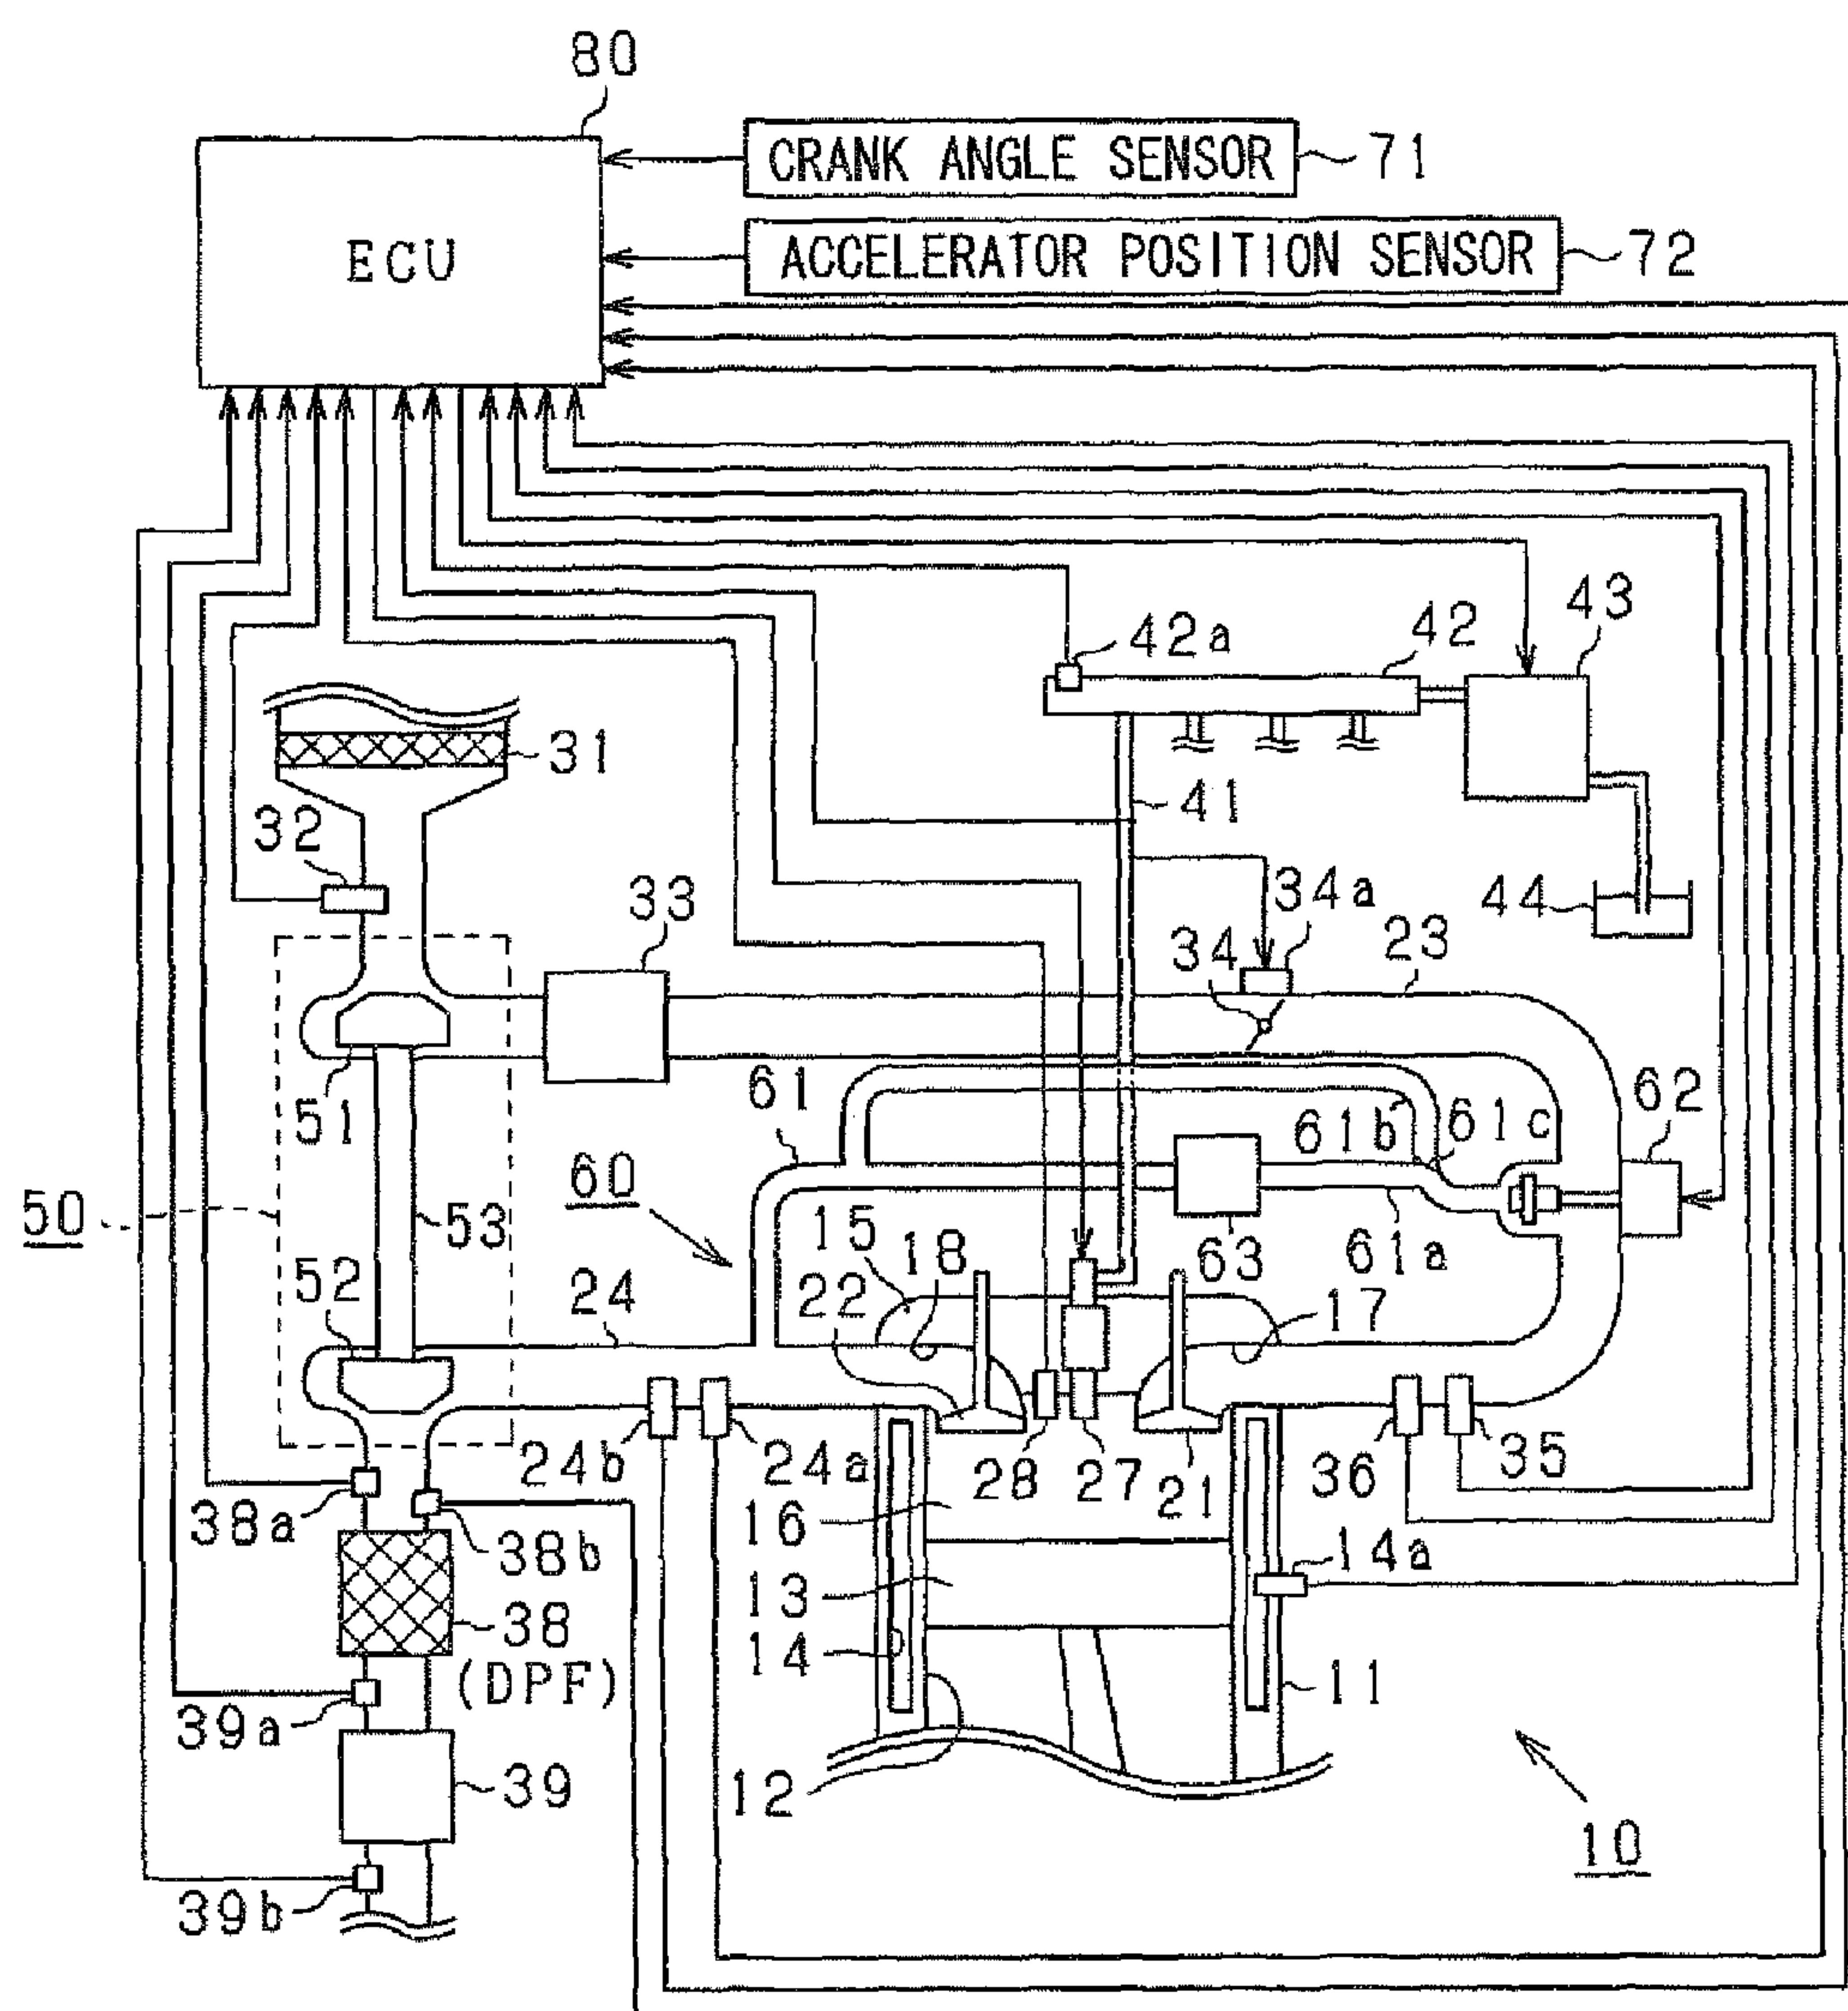 80
CRANK ANGLE SENSOR 71
ECU
ACCELERATOR POSITION SENSOR 72
43
42a 42
31
41
32
33 34a 44
34 23
61 62
51 61b 61c
60
50 53
15 18 63 61a
52 22
24 17
24b 24a 28 27 21 36 35
38a 16
38b 14a
13
38 14
(DPF) 11
39a
39 12
10
39b